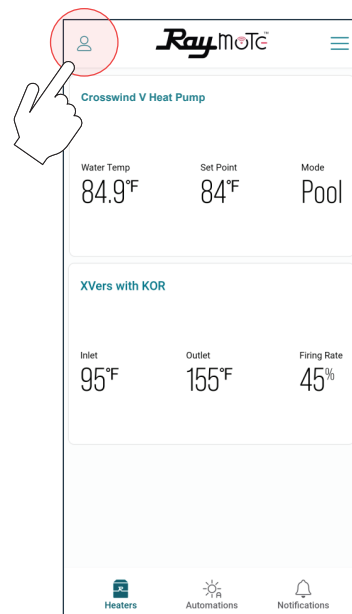 RaymoTe™
Crosswind V Heat Pump
Water Temp Set Point Mode
84.9°F 84°F Pool
XVers with KOR
Inlet Outlet Firing Rate
95°F 155°F 45%
R
A
Heaters Automations Notifications